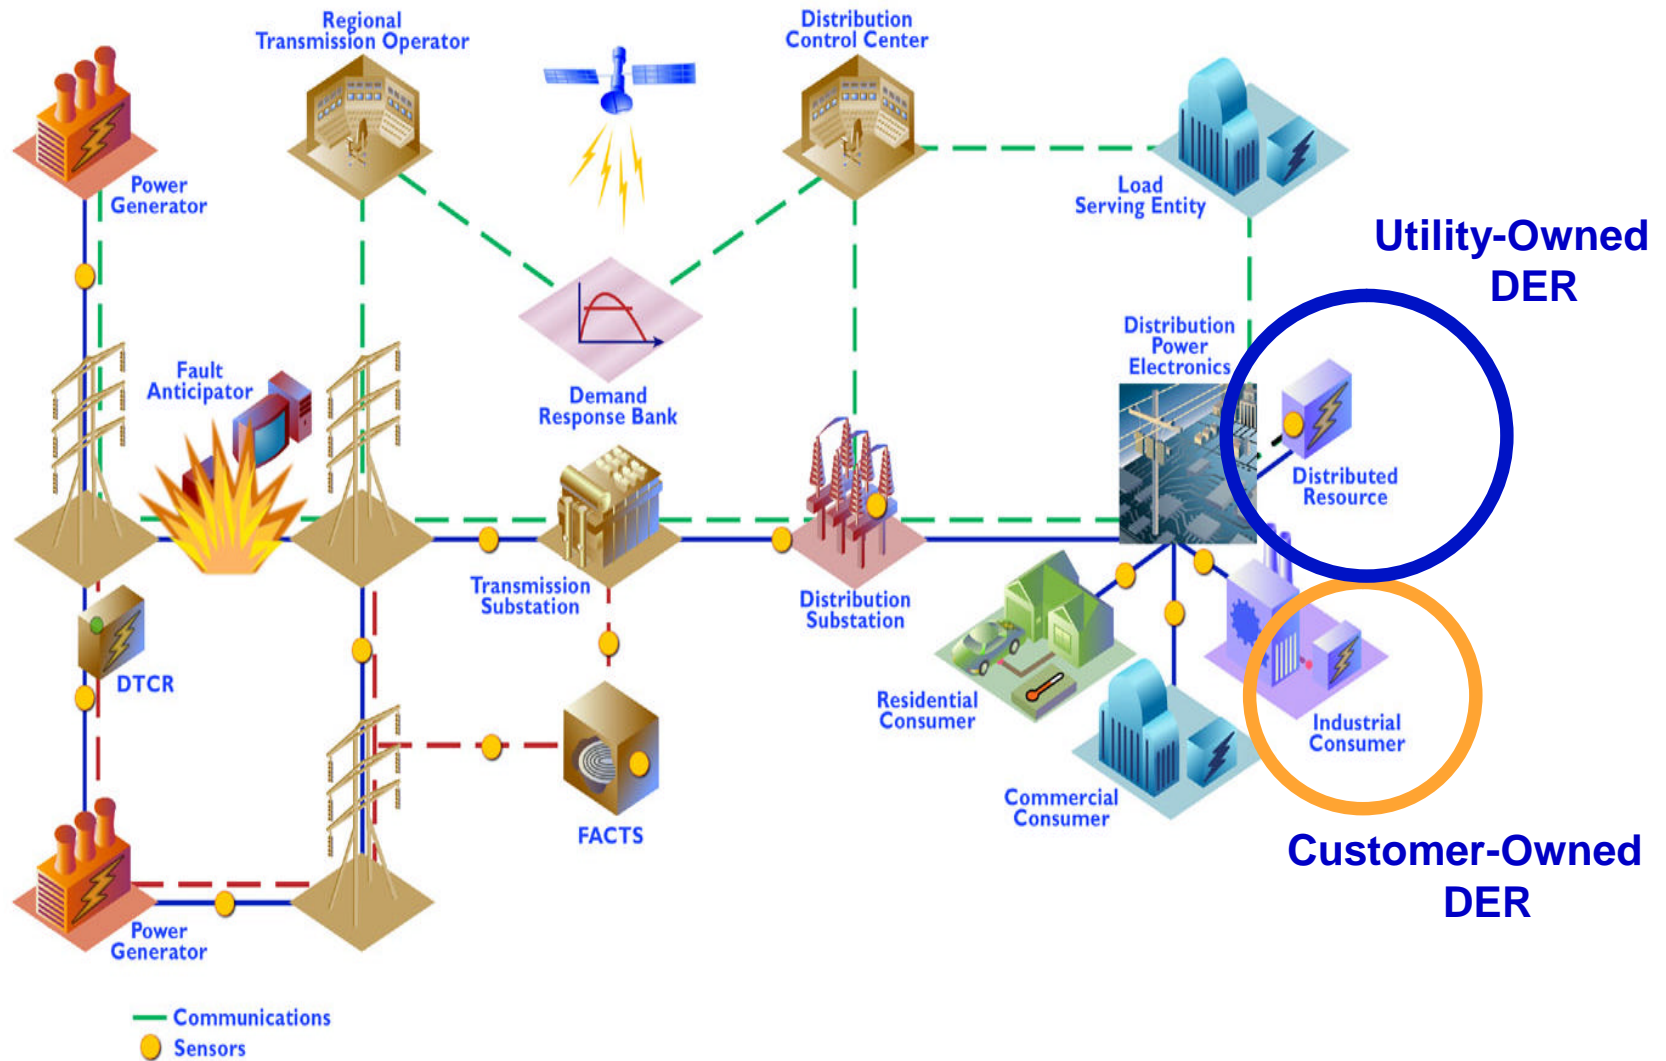 Regional
Transmission Operator
Distribution
Control Center
Power
Generator
Load
Serving Entity
Utility-Owned
DER
Fault
Anticipator
Demand
Response Bank
Distribution
Power
Electronics
Distributed
Resource
Transmission
Substation
Distribution
Substation
DTCR
Residential
Consumer
Industrial
Consumer
Commercial
Consumer
FACTS
Customer-Owned
DER
Power
Generator
Communications
Sensors